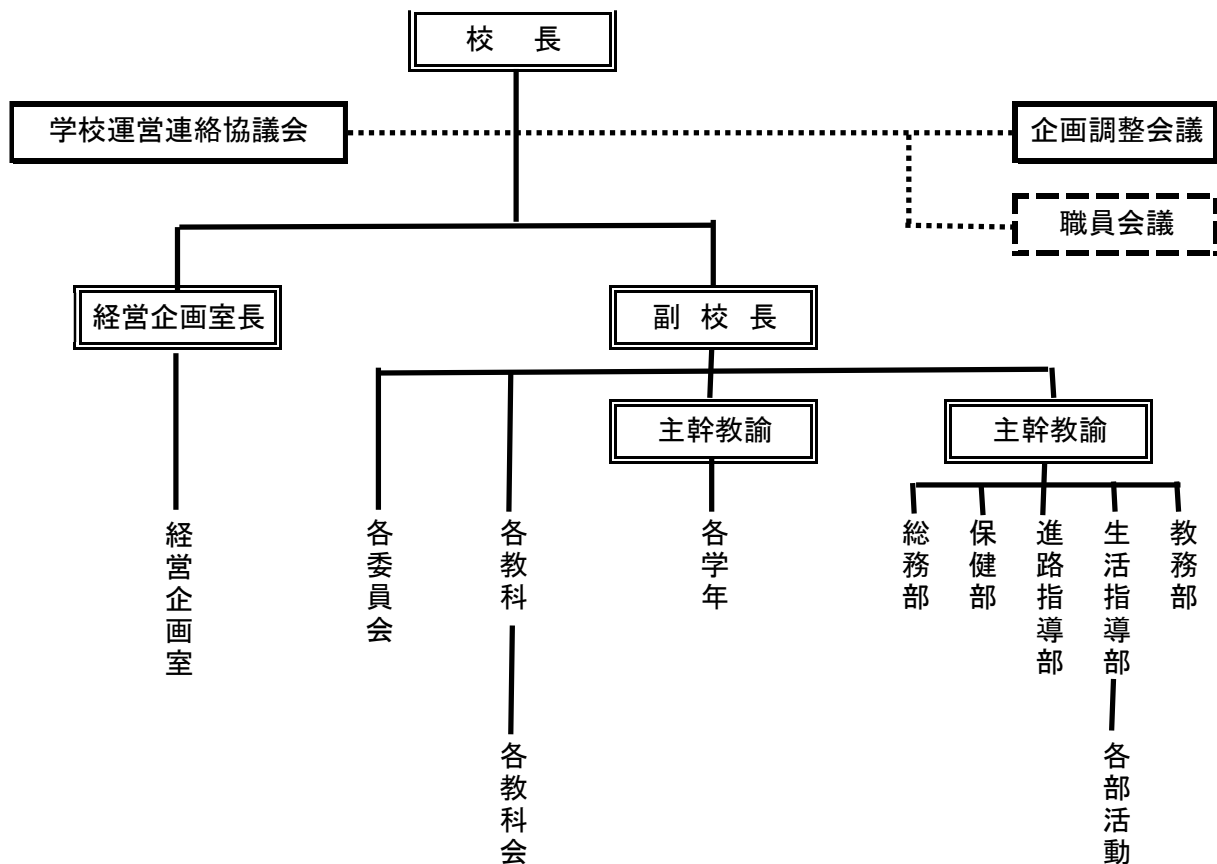 校　長
学校運営連絡協議会
企画調整会議
職員会議
経営企画室長
副 校 長
主幹教諭
主幹教諭
経営企画室
各委員会
各教科
各学年
総務部
保健部
進路指導部
生活指導部
教務部
各教科会
各部活動